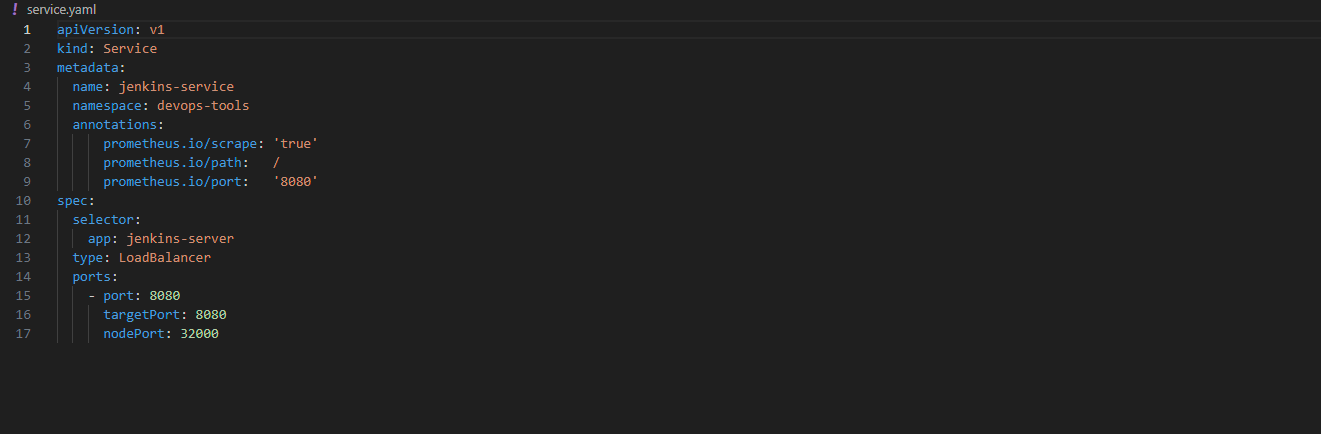 ! service.yaml
1 apiVersion: v1
2 kind: Service
3 metadata:
4   name: jenkins-service
5   namespace: devops-tools
6   annotations:
7       prometheus.io/scrape: 'true'
8       prometheus.io/path:   /
9       prometheus.io/port:   '8080'
10 spec:
11   selector:
12     app: jenkins-server
13   type: LoadBalancer
14   ports:
15     - port: 8080
16       targetPort: 8080
17       nodePort: 32000